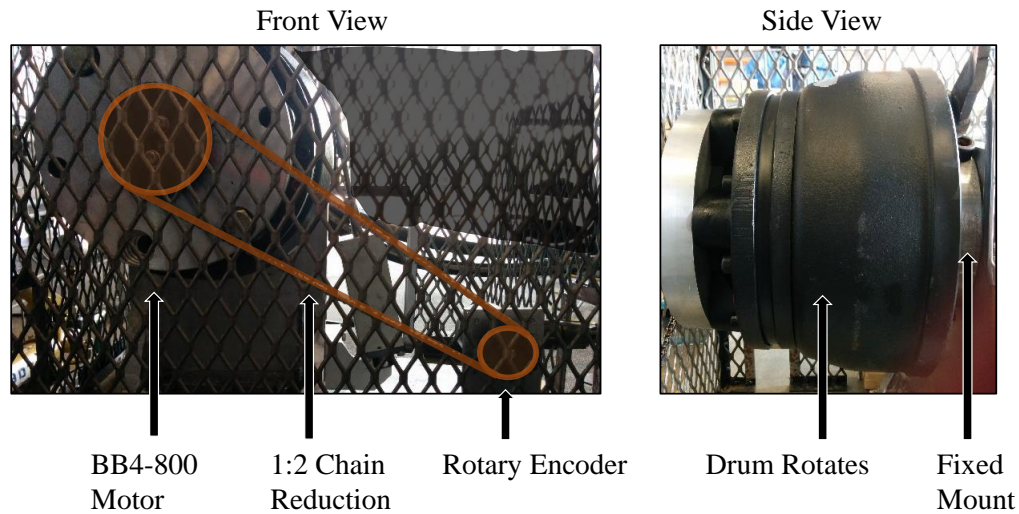 Front View
Side View
BB4-800
Motor
1:2 Chain
Reduction
Rotary Encoder
Drum Rotates
Fixed
Mount